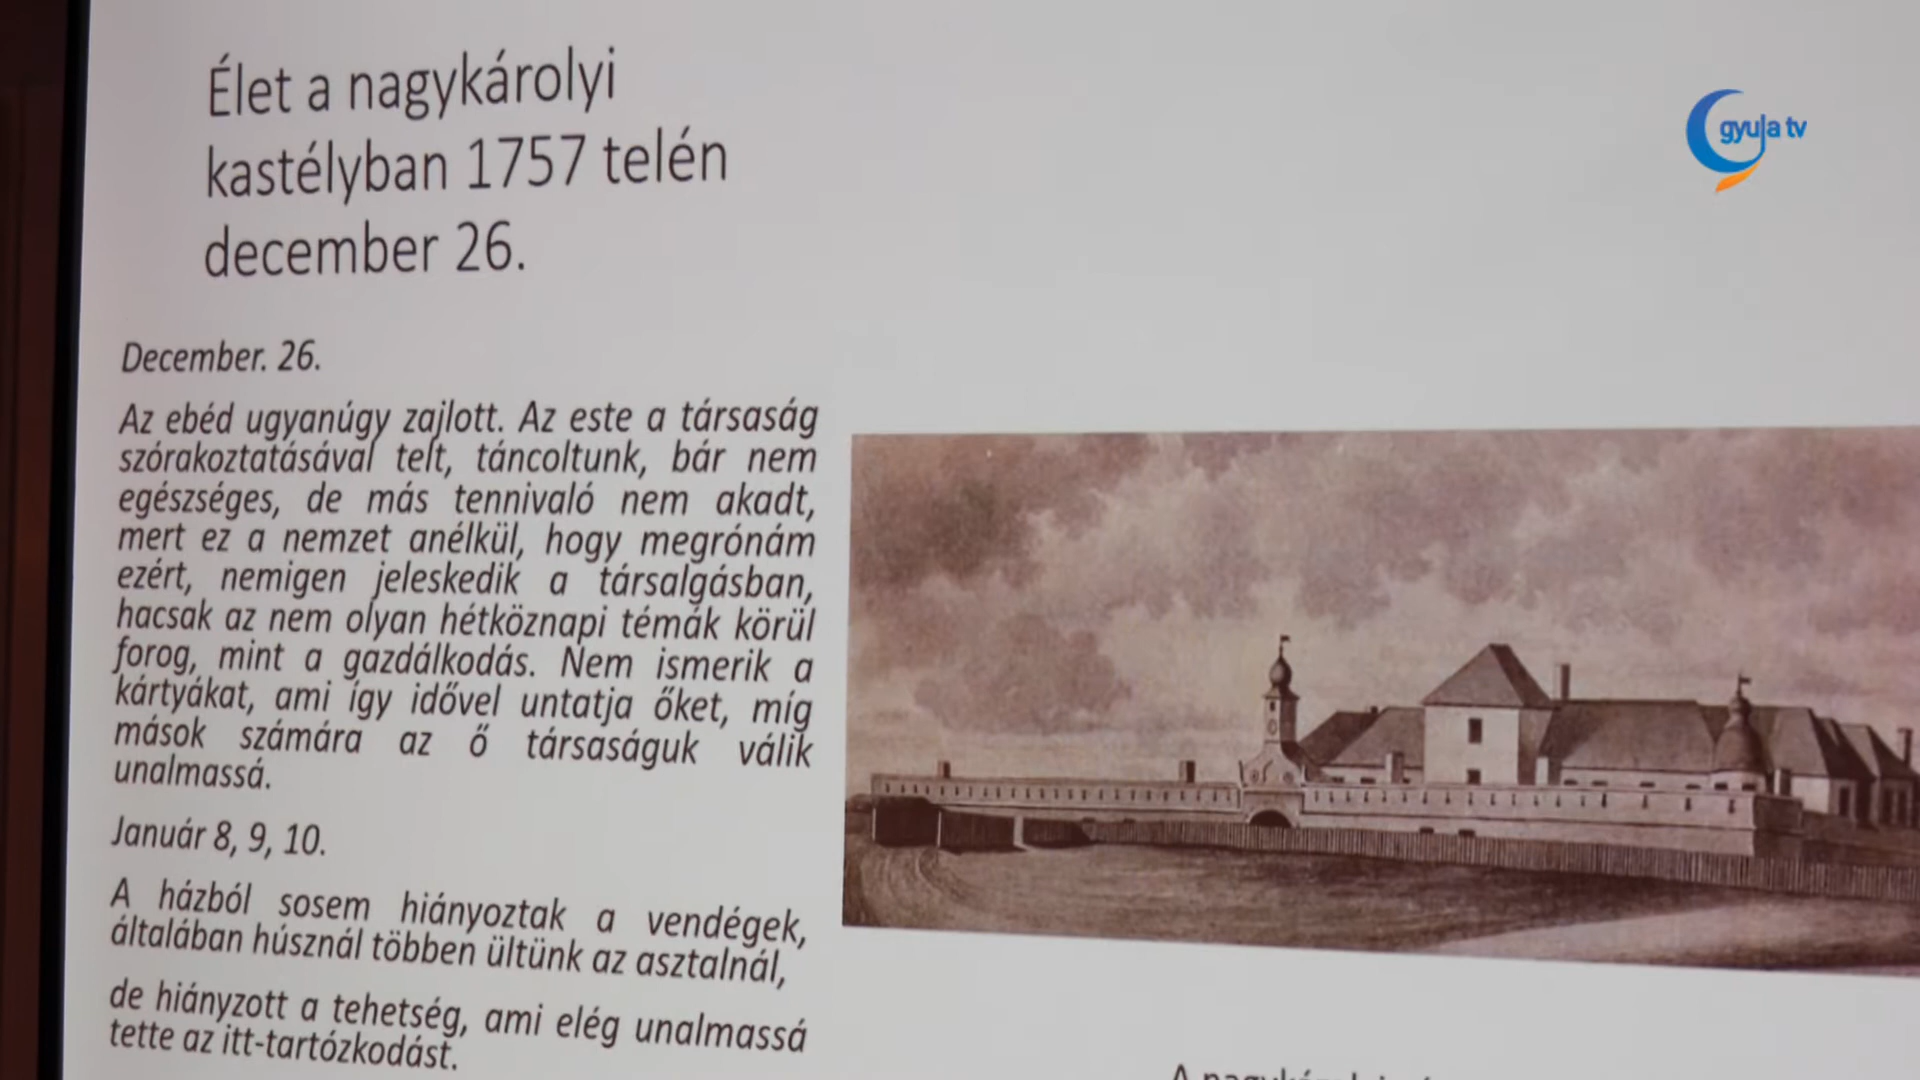 Élet a nagykárolyi
kastélyban 1757 telén
december 26.
gyula tv
December. 26.
Az ebéd ugyanúgy zajlott. Az este a társaság
szórakoztatásával telt, táncoltunk, bár nem
egészséges, de más tennivaló nem akadt,
mert ez a nemzet anélkül, hogy megrónám
ezért, nemigen jeleskedik a társalgásban,
hacsak az nem olyan hétköznapi témák körül
forog, mint a gazdálkodás. Nem ismerik a
kártyákat, ami így idővel untatja őket, míg
mások számára az ő társaságuk válik
unalmassá.
Január 8, 9, 10.
A házból sosem hiányoztak a vendégek,
általában húsznál többen ültünk az asztalnál,
de hiányzott a tehetség, ami elég unalmassá
tette az itt-tartózkodást.